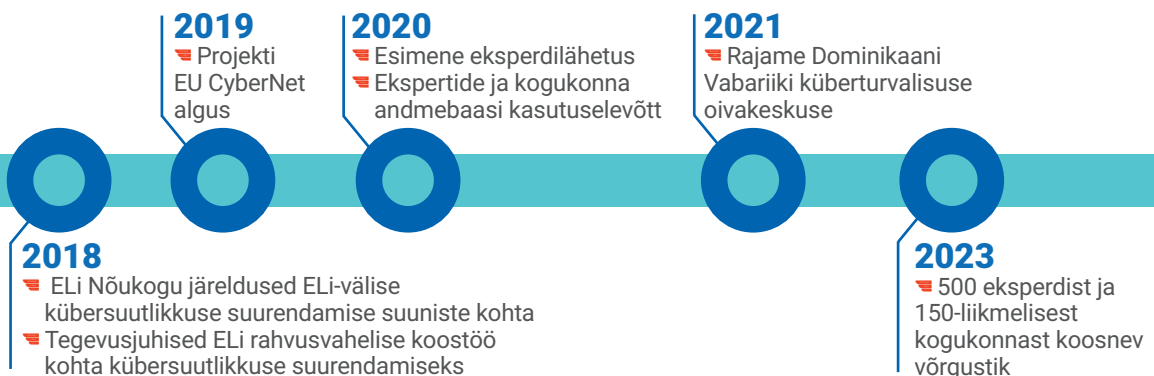 2019
Projekti
EU CyberNet
algus
2020
Esimene eksperdilähetus
Ekspertide ja kogukonna
andmebaasi kasutuselevõtt
2021
Rajame Dominikaani
Vabariiki küberturvalisuse
oivakeskuse
2018
ELi Nõukogu järeldused ELi-välise
kübersuutlikkuse suurendamise suuniste kohta
Tegevusjuhised ELi rahvusvahelise koostöö
kohta kübersuutlikkuse suurendamiseks
2023
500 eksperdist ja
150-liikmelisest
kogukonnast koosnev
võrgustik